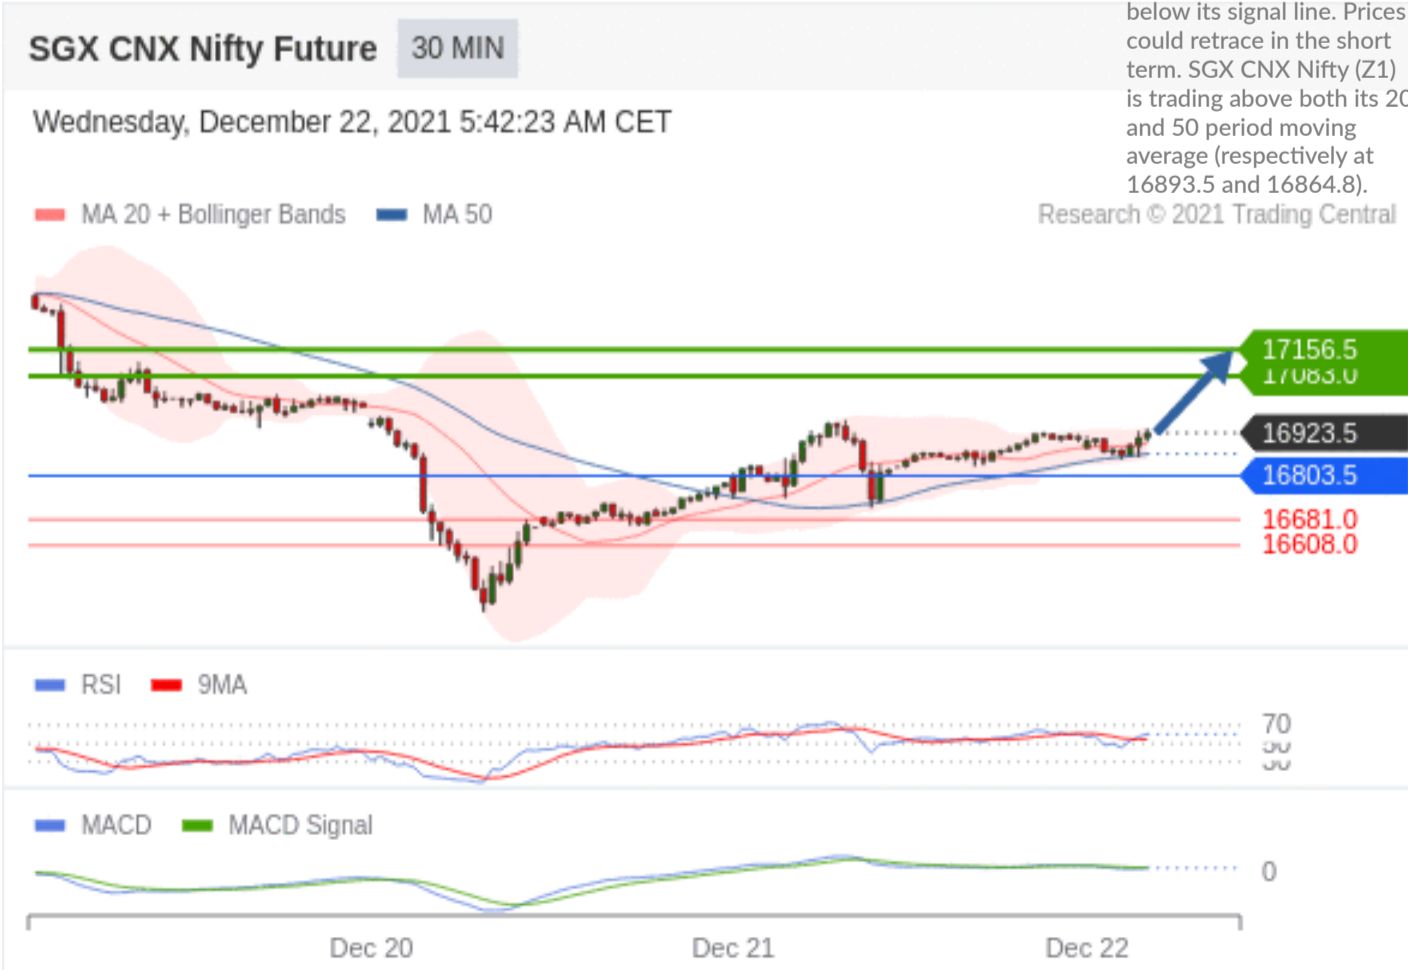 below its signal line. Prices
could retrace in the short
term. SGX CNX Nifty (Z1)
is trading above both its 20
and 50 period moving
average (respectively at
16893.5 and 16864.8).
SGX CNX Nifty Future 30 MIN
Wednesday, December 22, 2021 5:42:23 AM CET
MA 20 + Bollinger Bands MA 50
Research © 2021 Trading Central
17156.5
17083.0
16923.5
16803.5
16681.0
16608.0
RSI 9MA
70
50
30
MACD MACD Signal
0
Dec 20 Dec 21 Dec 22